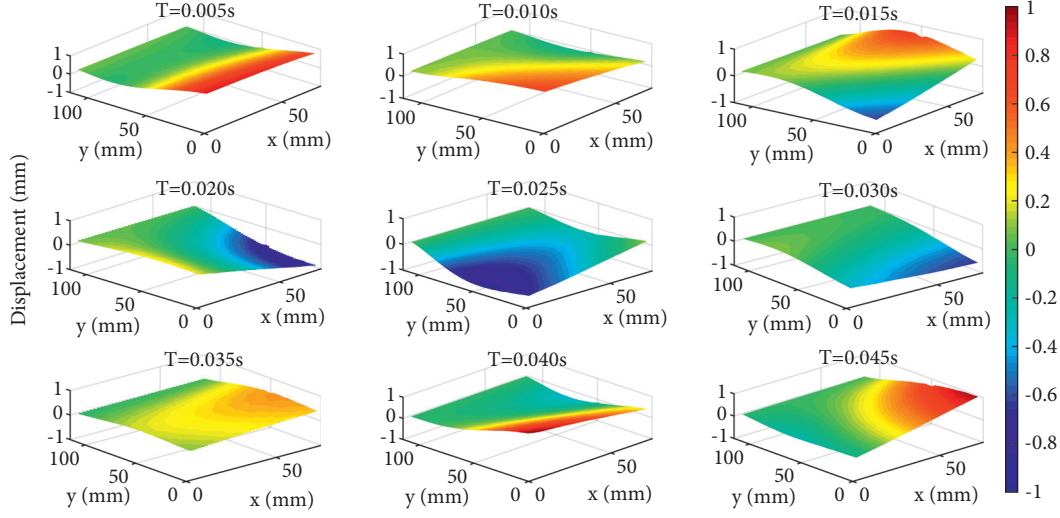 T=0.005s
T=0.010s
T=0.015s
1
0
-1
100
50
0
0
50
y (mm)
x (mm)
1
0
-1
100
50
0
0
50
y (mm)
x (mm)
1
0
-1
100
50
0
0
50
y (mm)
x (mm)
Displacement (mm)
T=0.020s
T=0.025s
T=0.030s
1
0
-1
100
50
0
0
50
y (mm)
x (mm)
1
0
-1
100
50
0
0
50
y (mm)
x (mm)
1
0
-1
100
50
0
0
50
y (mm)
x (mm)
T=0.035s
T=0.040s
T=0.045s
1
0
-1
100
50
0
0
50
y (mm)
x (mm)
1
0
-1
100
50
0
0
50
y (mm)
x (mm)
1
0
-1
100
50
0
0
50
y (mm)
x (mm)
1
0.8
0.6
0.4
0.2
0
-0.2
-0.4
-0.6
-0.8
-1